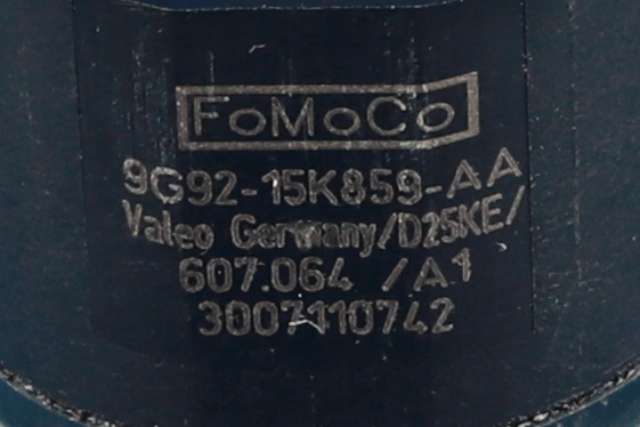 FoMoCo
9G92-15K859-AA
Valeo Germany/D25KE/
607.064 /A1
3007110742